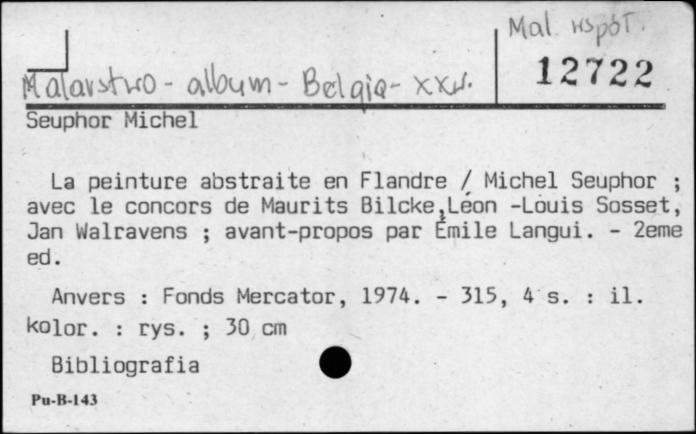 Mal. wspót.
Malarstwo - album - Belgia - XXw.
12722
Seuphor Michel
La peinture abstraite en Flandre / Michel Seuphor ;
avec le concors de Maurits Bilcke,Léon -Louis Sosset,
Jan Walravens ; avant-propos par Émile Langui. - 2eme
ed.
Anvers : Fonds Mercator, 1974. - 315, 4 s. : il.
kolor. : rys. ; 30 cm
Bibliografia
Pu-B-143